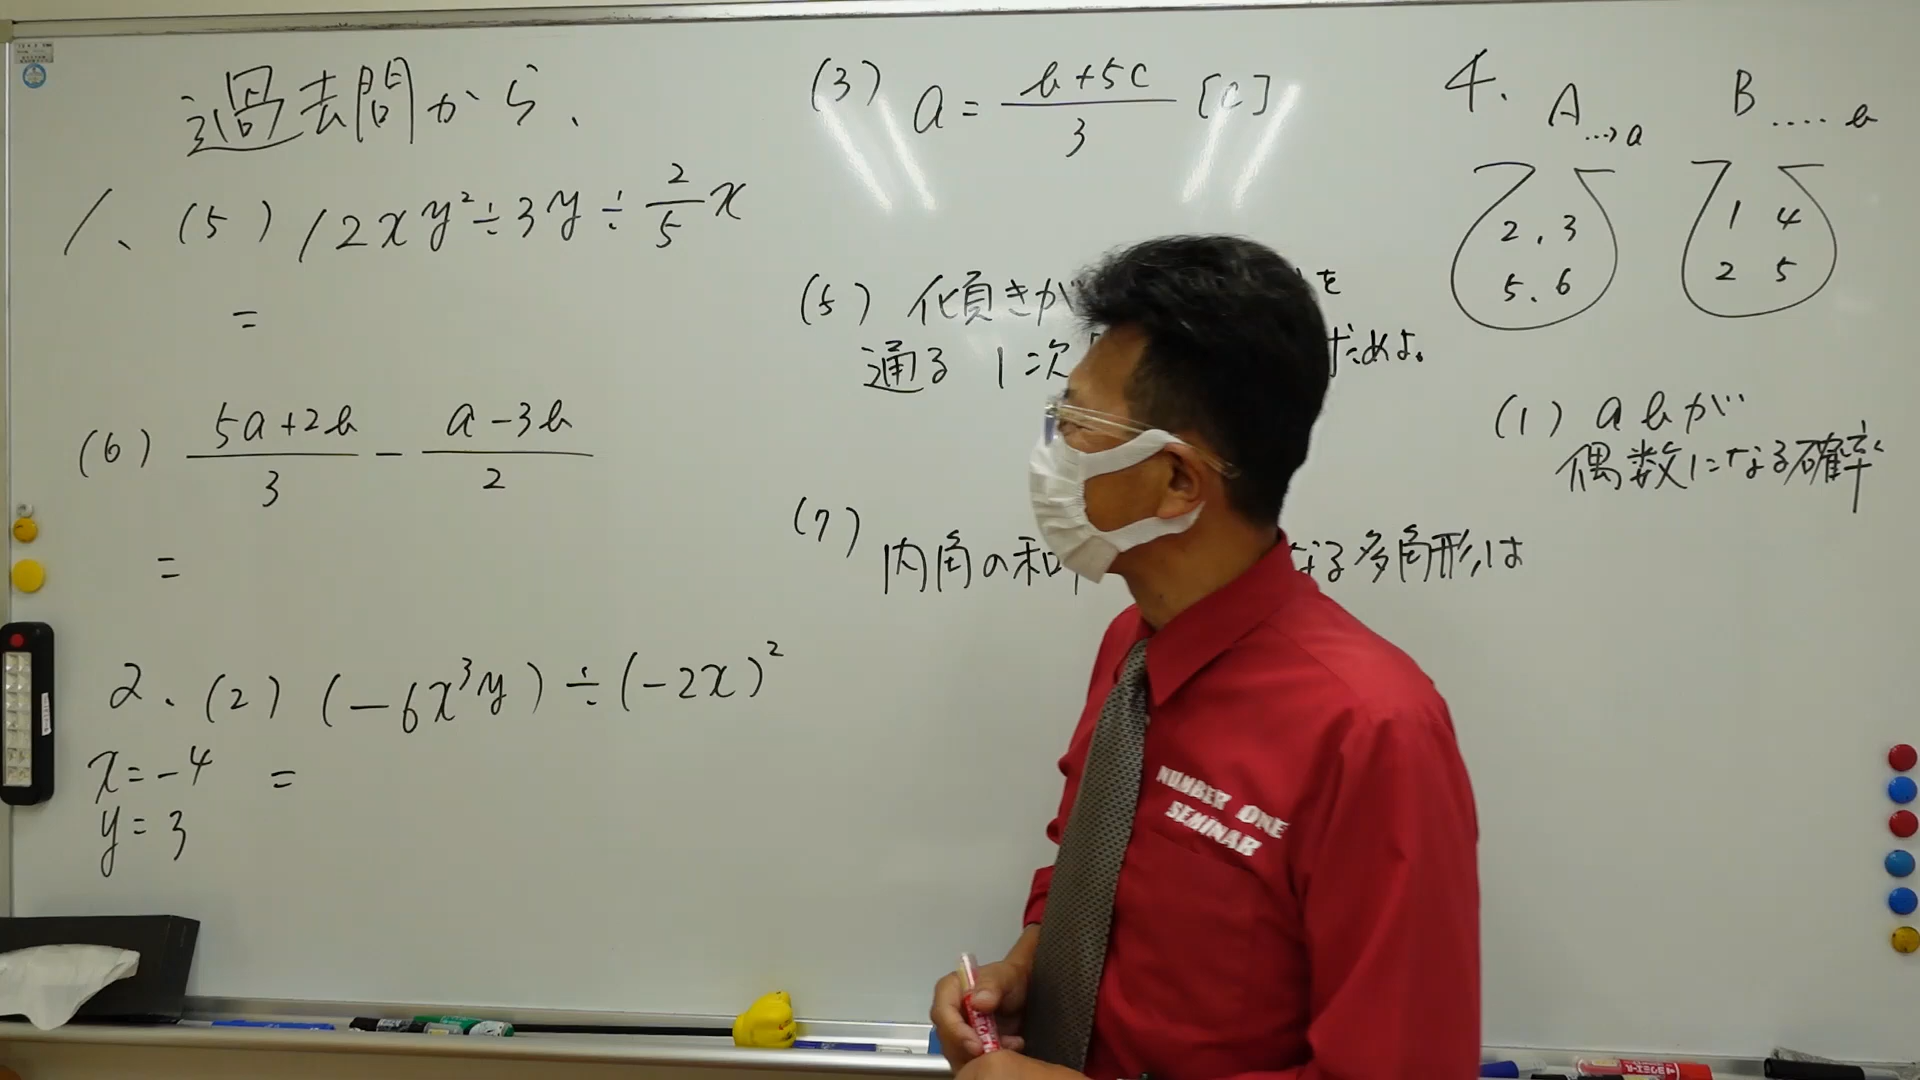 過去問から、
1、(5) 12xy²÷3y÷2/5x
=
(6) (5a+2b)/3 - (a-3b)/2
=
2. (2) (-6x³y)÷(-2x)²
x=-4 =
y=3
(3) a=(b+5c)/3 [c]
(5) 傾きが を
通る 1次 だめよ。
(7)
内角の和 なる多角形は
4. A…→a B……b
2.3
5.6
1 4
2 5
(1) abが
偶数になる確率
NUMBER ONE
SEMINAR